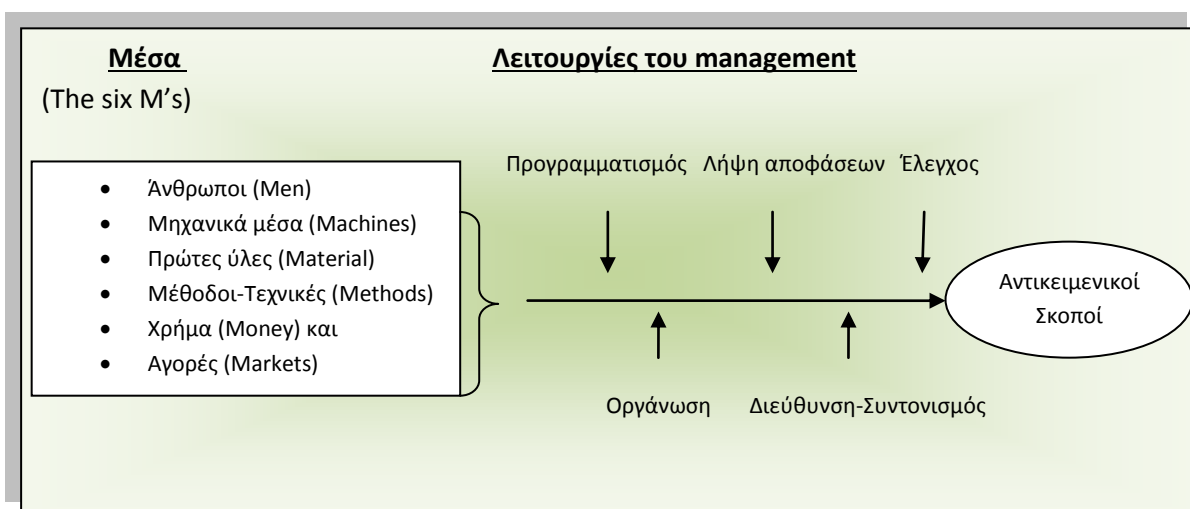 Μέσα
(The six M's)
Λειτουργίες του management
• Άνθρωποι (Men)
• Μηχανικά μέσα (Machines)
• Πρώτες ύλες (Material)
• Μέθοδοι-Τεχνικές (Methods)
• Χρήμα (Money) και
• Αγορές (Markets)
Προγραμματισμός Λήψη αποφάσεων Έλεγχος
Οργάνωση Διεύθυνση-Συντονισμός
Αντικειμενικοί
Σκοποί